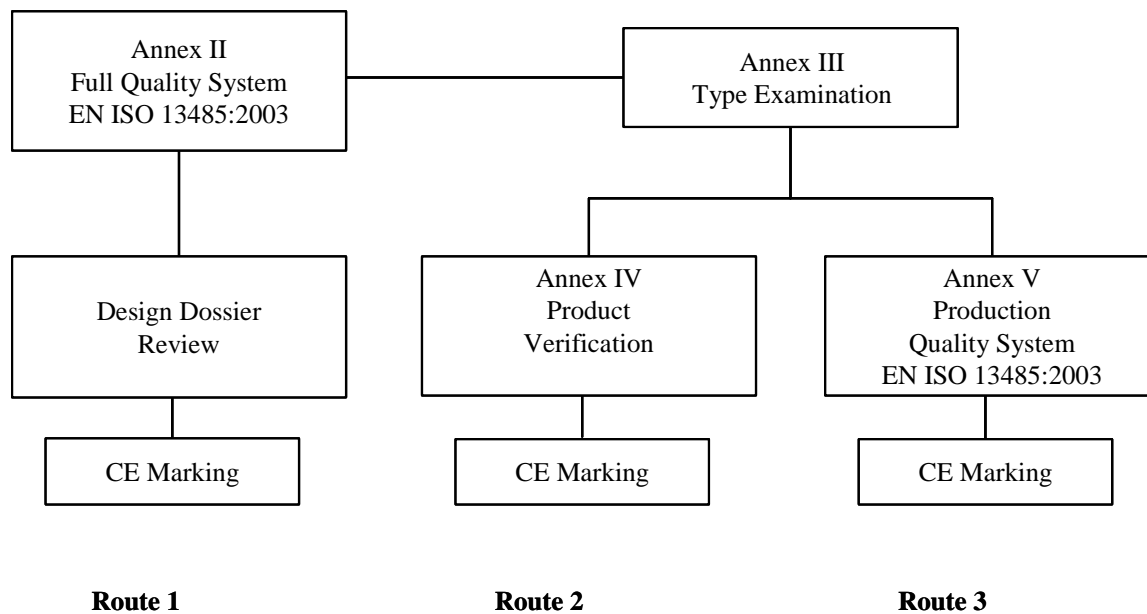 Annex II
Full Quality System
EN ISO 13485:2003
Annex III
Type Examination
Design Dossier
Review
Annex IV
Product
Verification
Annex V
Production
Quality System
EN ISO 13485:2003
CE Marking
CE Marking
CE Marking
Route 1
Route 2
Route 3